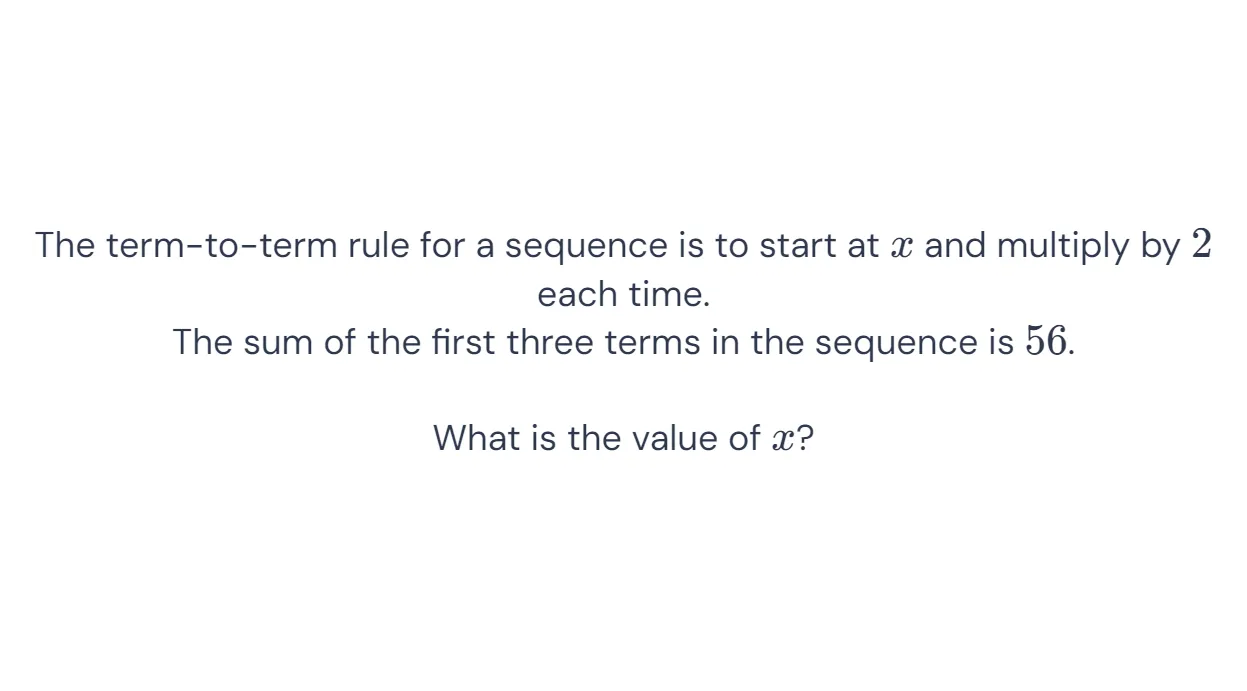 The term-to-term rule for a sequence is to start at x and multiply by 2
each time.
The sum of the first three terms in the sequence is 56.
What is the value of x?